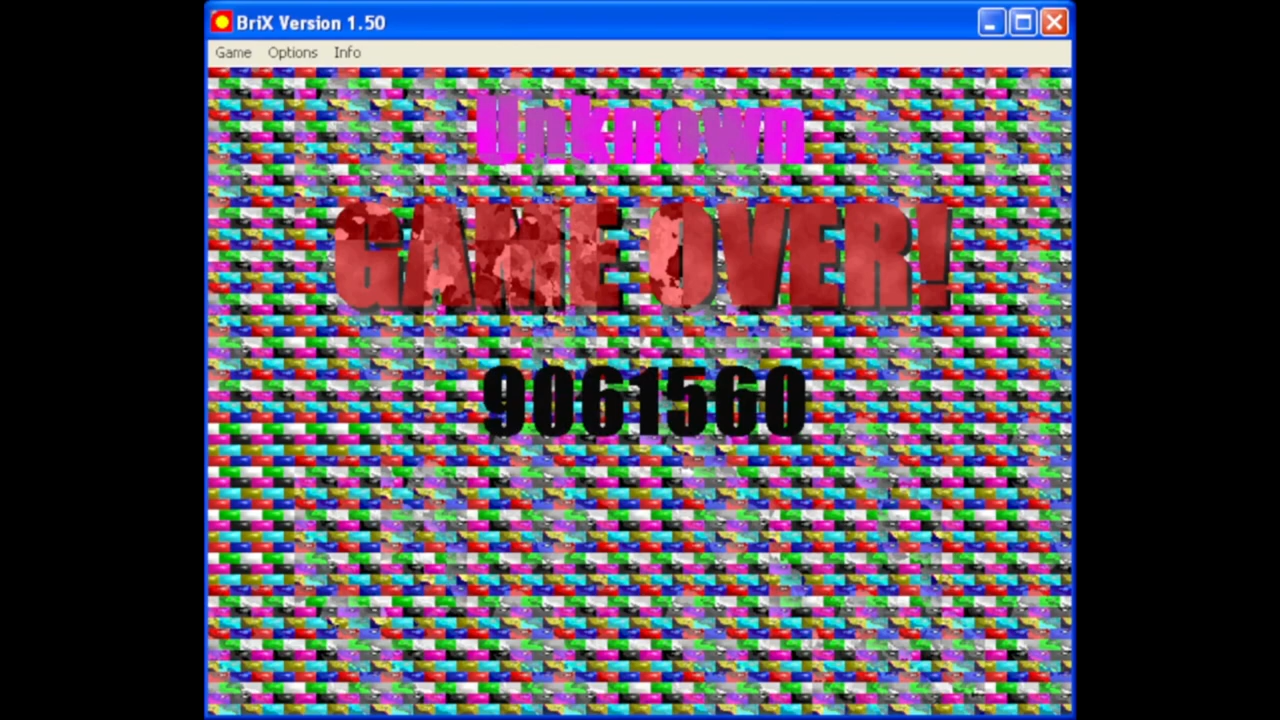 BriX Version 1.50
Game Options Info
Unknown
GAME OVER!
9061560